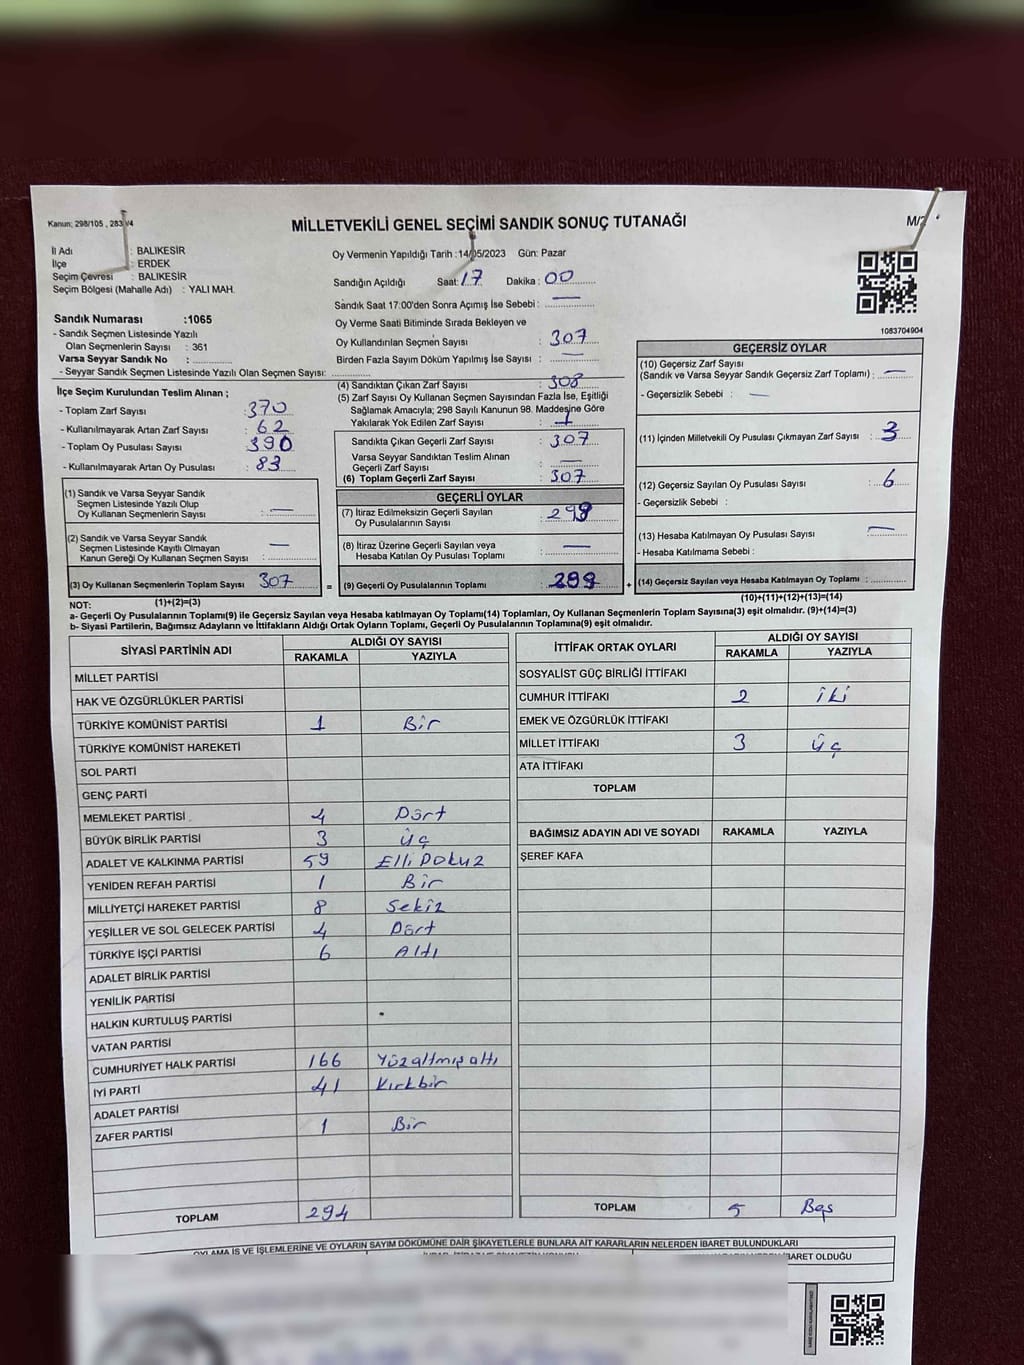 Kanun: 298/105 , 283
MİLLETVEKİLİ GENEL SEÇİMİ SANDIK SONUÇ TUTANAĞI
İl Adı : BALIKESİR
İlçe : ERDEK
Seçim Çevresi : BALIKESİR
Seçim Bölgesi (Mahalle Adı) : YALI MAH.
Sandık Numarası :1065
- Sandık Seçmen Listesinde Yazılı
Olan Seçmenlerin Sayısı : 361
Varsa Seyyar Sandık No :
- Seyyar Sandık Seçmen Listesinde Yazılı Olan Seçmen Sayısı:
Oy Vermenin Yapıldığı Tarih :14/05/2023 Gün: Pazar
Sandığın Açıldığı Saat: 17 Dakika : 00
Sandık Saat 17:00'den Sonra Açımış İse Sebebi : —
Oy Verme Saati Bitiminde Sırada Bekleyen ve
Oy Kullandırılan Seçmen Sayısı : 307
Birden Fazla Sayım Döküm Yapılmış İse Sayısı : —
1083704904
İlçe Seçim Kurulundan Teslim Alınan ;
- Toplam Zarf Sayısı : 370
- Kullanılmayarak Artan Zarf Sayısı : 62
- Toplam Oy Pusulası Sayısı : 390
- Kullanılmayarak Artan Oy Pusulası : 83
(1) Sandık ve Varsa Seyyar Sandık
Seçmen Listesinde Yazılı Olup
Oy Kullanan Seçmenlerin Sayısı : —
(2) Sandık ve Varsa Seyyar Sandık
Seçmen Listesinde Kayıtlı Olmayan
Kanun Gereği Oy Kullanan Seçmen Sayısı : —
(3) Oy Kullanan Seçmenlerin Toplam Sayısı : 307 =
(1)+(2)=(3)
(4) Sandıktan Çıkan Zarf Sayısı : 308
(5) Zarf Sayısı Oy Kullanan Seçmen Sayısından Fazla İse, Eşitliği
Sağlamak Amacıyla; 298 Sayılı Kanunun 98. Maddesine Göre
Yakılarak Yok Edilen Zarf Sayısı : 1
Sandıkta Çıkan Geçerli Zarf Sayısı : 307
Varsa Seyyar Sandıktan Teslim Alınan
Geçerli Zarf Sayısı : —
(6) Toplam Geçerli Zarf Sayısı : 307
GEÇERLİ OYLAR
(7) İtiraz Edilmeksizin Geçerli Sayılan
Oy Pusulalarının Sayısı :
(8) İtiraz Üzerine Geçerli Sayılan veya
Hesaba Katılan Oy Pusulası Toplamı : —
(9) Geçerli Oy Pusulalarının Toplamı : +
GEÇERSİZ OYLAR
(10) Geçersiz Zarf Sayısı
(Sandık ve Varsa Seyyar Sandık Geçersiz Zarf Toplamı) : —
- Geçersizlik Sebebi : —
(11) İçinden Milletvekili Oy Pusulası Çıkmayan Zarf Sayısı : 3
(12) Geçersiz Sayılan Oy Pusulası Sayısı : 6
- Geçersizlik Sebebi :
(13) Hesaba Katılmayan Oy Pusulası Sayısı : —
- Hesaba Katılmama Sebebi :
(14) Geçersiz Sayılan veya Hesaba Katılmayan Oy Toplamı :
(10)+(11)+(12)+(13)=(14)
NOT:
a- Geçerli Oy Pusulalarının Toplamı(9) ile Geçersiz Sayılan veya Hesaba katılmayan Oy Toplamı(14) Toplamları, Oy Kullanan Seçmenlerin Toplam Sayısına(3) eşit olmalıdır. (9)+(14)=(3)
b- Siyasi Partilerin, Bağımsız Adayların ve İttifakların Aldığı Ortak Oyların Toplamı, Geçerli Oy Pusulalarının Toplamına(9) eşit olmalıdır.
SİYASİ PARTİNİN ADI
ALDIĞI OY SAYISI
RAKAMLA YAZIYLA
MİLLET PARTİSİ
HAK VE ÖZGÜRLÜKLER PARTİSİ
TÜRKİYE KOMÜNİST PARTİSİ 1 Bir
TÜRKİYE KOMÜNİST HAREKETİ
SOL PARTİ
GENÇ PARTİ
MEMLEKET PARTİSİ 4 Dört
BÜYÜK BİRLİK PARTİSİ 3 üç
ADALET VE KALKINMA PARTİSİ 59 Elli Dokuz
YENİDEN REFAH PARTİSİ 1 Bir
MİLLİYETÇİ HAREKET PARTİSİ 8 Sekiz
YEŞİLLER VE SOL GELECEK PARTİSİ 4 Dört
TÜRKİYE İŞÇİ PARTİSİ 6 Altı
ADALET BİRLİK PARTİSİ
YENİLİK PARTİSİ
HALKIN KURTULUŞ PARTİSİ
VATAN PARTİSİ
CUMHURİYET HALK PARTİSİ 166 Yüzaltmışaltı
İYİ PARTİ 41 Kırkbir
ADALET PARTİSİ
ZAFER PARTİSİ 1 Bir
TOPLAM 294
İTTİFAK ORTAK OYLARI
ALDIĞI OY SAYISI
RAKAMLA YAZIYLA
SOSYALİST GÜÇ BİRLİĞİ İTTİFAKI
CUMHUR İTTİFAKI 2 iki
EMEK VE ÖZGÜRLÜK İTTİFAKI
MİLLET İTTİFAKI 3 üç
ATA İTTİFAKI
TOPLAM
BAĞIMSIZ ADAYIN ADI VE SOYADI RAKAMLA YAZIYLA
ŞEREF KAFA
TOPLAM 5 Beş
OYLAMA İŞ VE İŞLEMLERİNE VE OYLARIN SAYIM DÖKÜMÜNE DAİR ŞİKAYETLERLE BUNLARA AİT KARARLARIN NELERDEN İBARET BULUNDUKLARI
İBARET OLDUĞU